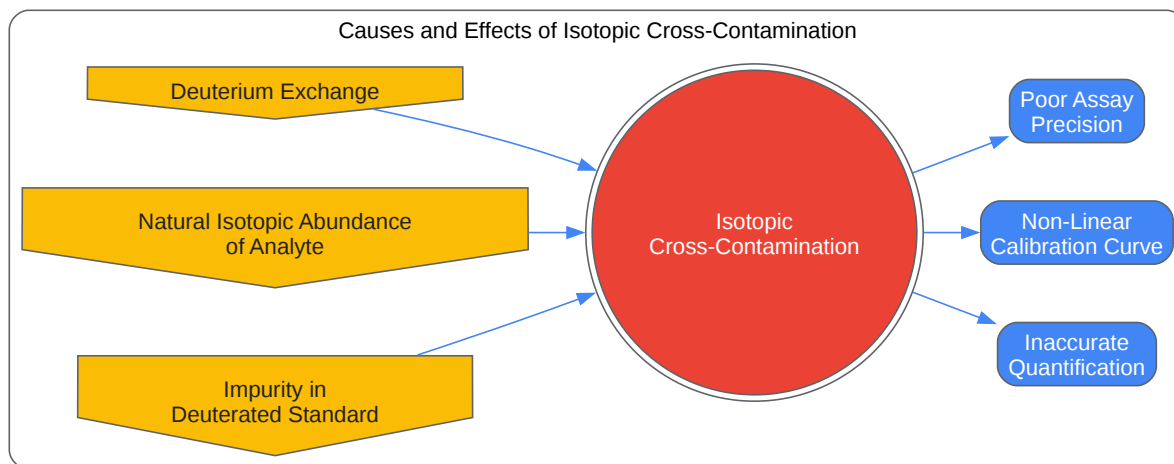 Causes and Effects of Isotopic Cross-Contamination
Deuterium Exchange
Natural Isotopic Abundance
of Analyte
Impurity in
Deuterated Standard
Isotopic
Cross-Contamination
Poor Assay
Precision
Non-Linear
Calibration Curve
Inaccurate
Quantification